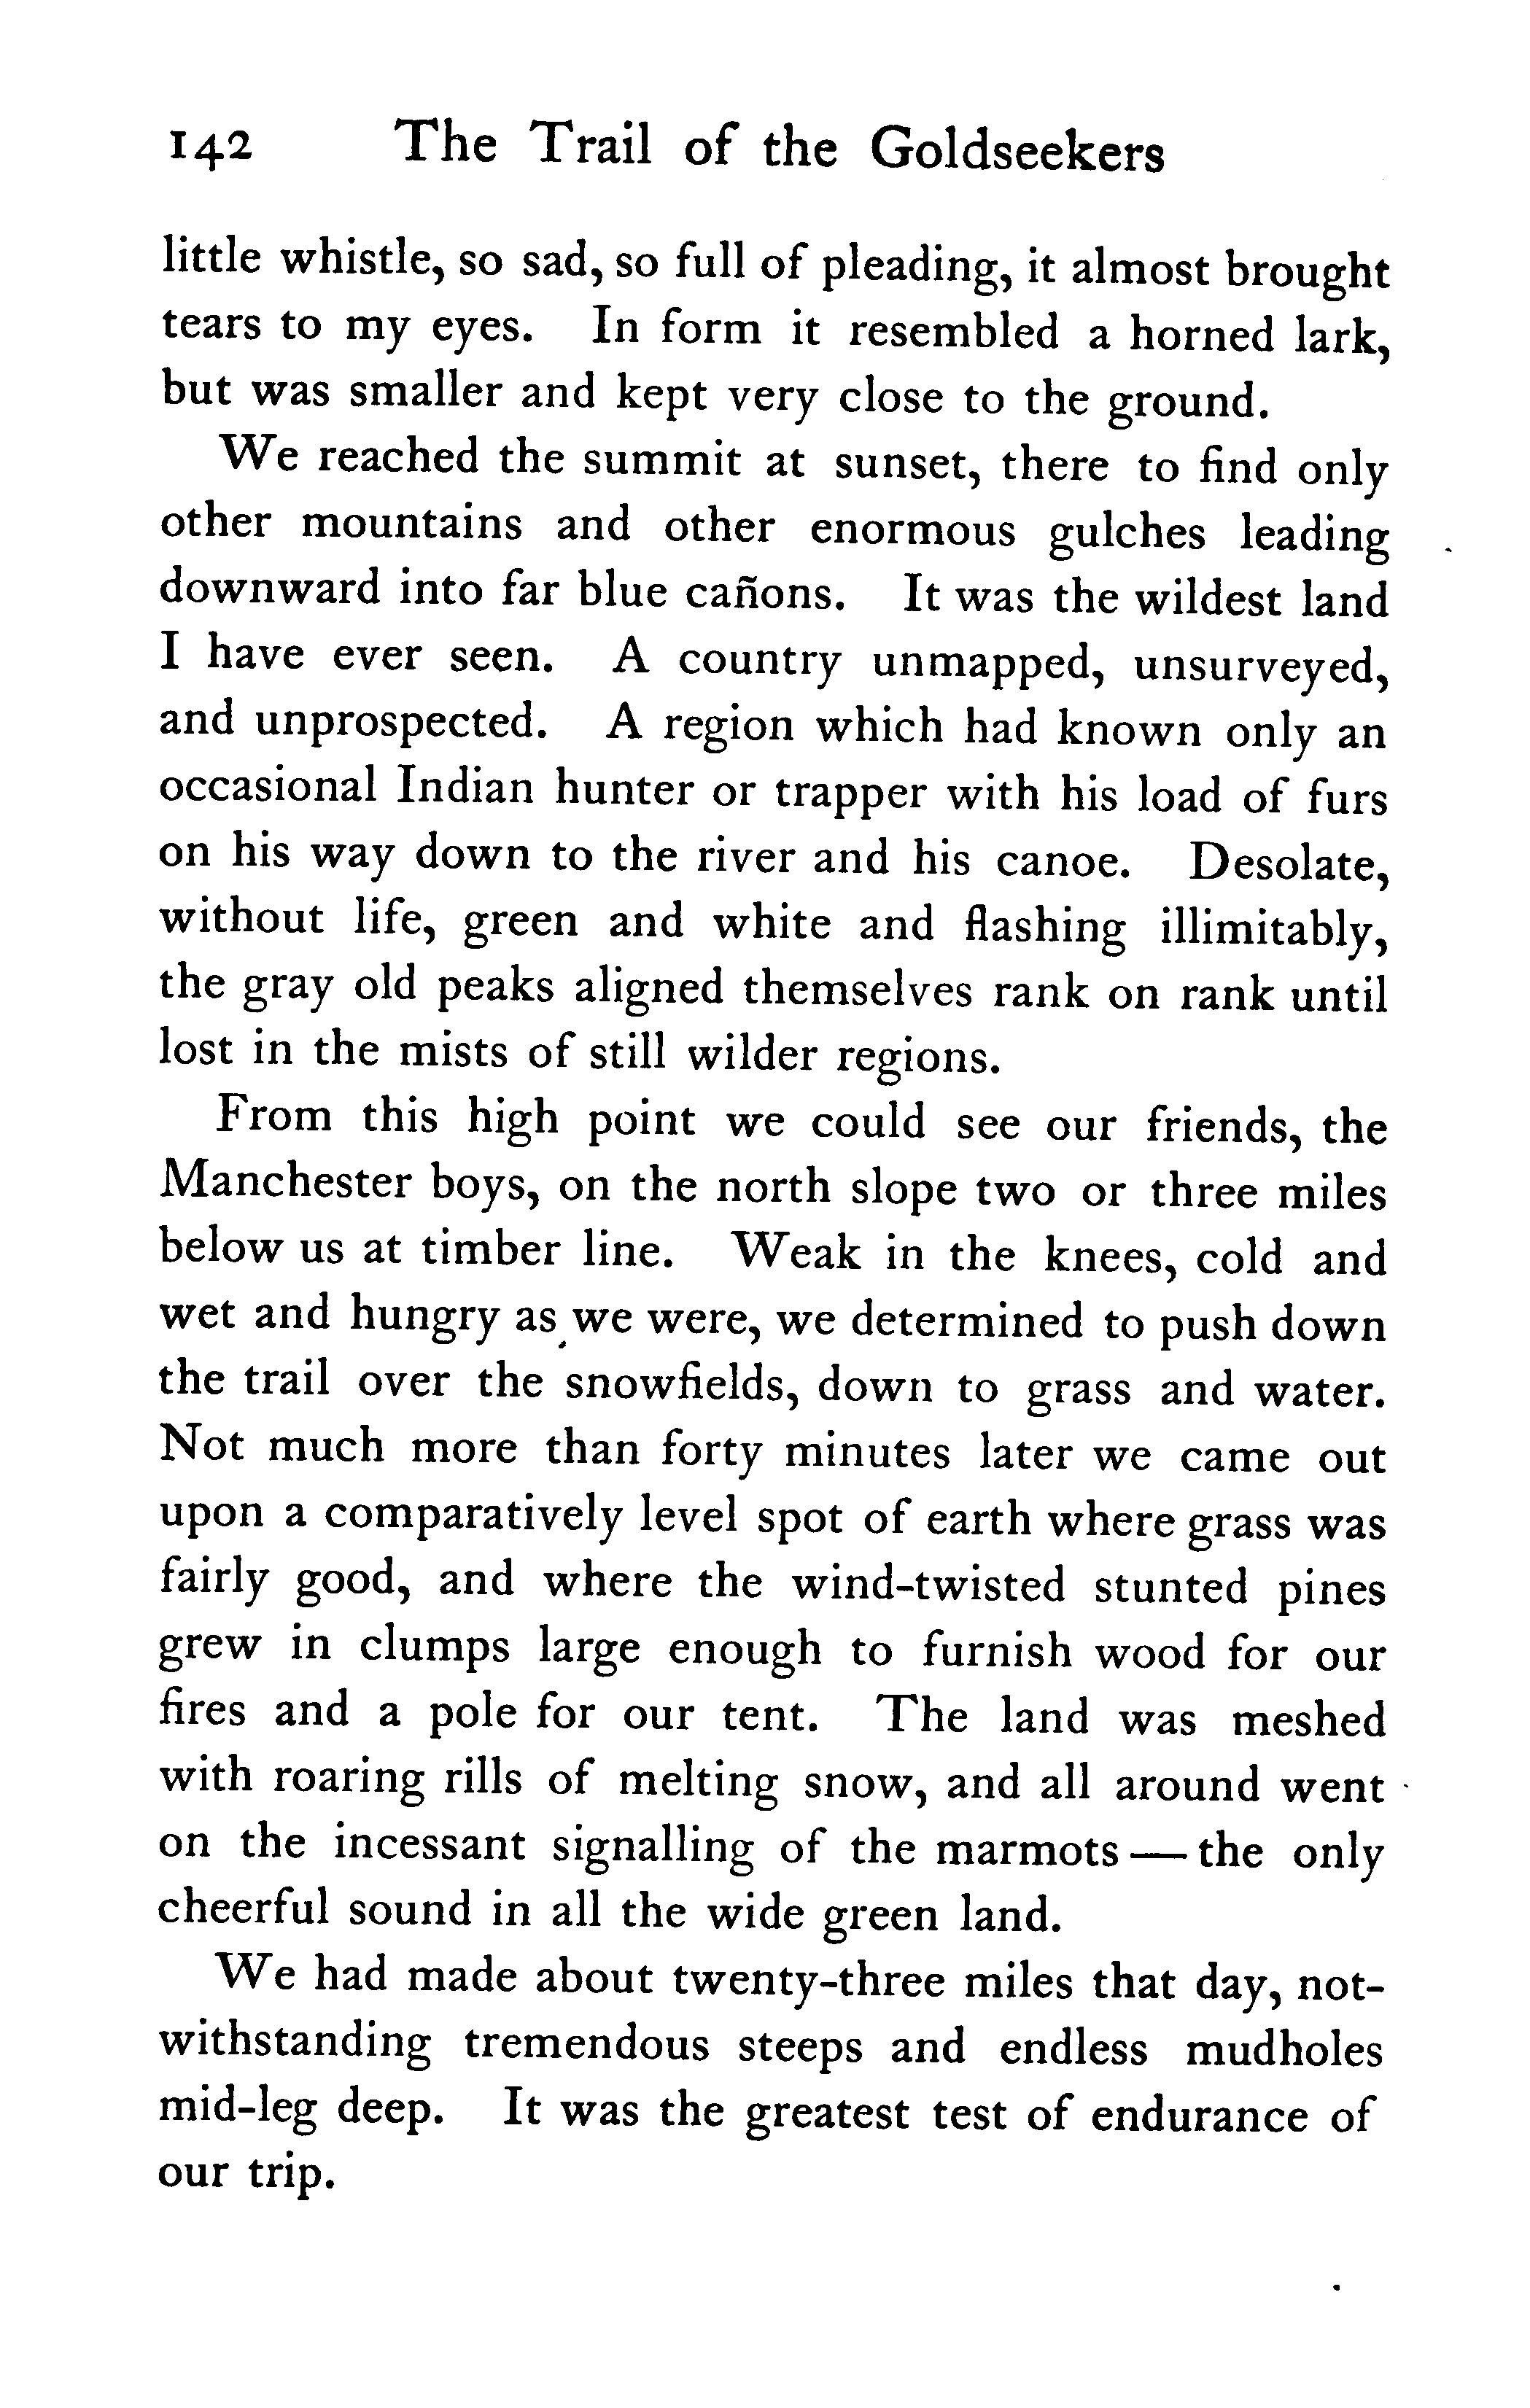 142 The Trail of the Goldseekers
little whistle, so sad, so full of pleading, it almost brought
tears to my eyes. In form it resembled a horned lark,
but was smaller and kept very close to the ground.
We reached the summit at sunset, there to find only
other mountains and other enormous gulches leading
downward into far blue cañons. It was the wildest land
I have ever seen. A country unmapped, unsurveyed,
and unprospected. A region which had known only an
occasional Indian hunter or trapper with his load of furs
on his way down to the river and his canoe. Desolate,
without life, green and white and flashing illimitably,
the gray old peaks aligned themselves rank on rank until
lost in the mists of still wilder regions.
From this high point we could see our friends, the
Manchester boys, on the north slope two or three miles
below us at timber line. Weak in the knees, cold and
wet and hungry as we were, we determined to push down
the trail over the snowfields, down to grass and water.
Not much more than forty minutes later we came out
upon a comparatively level spot of earth where grass was
fairly good, and where the wind-twisted stunted pines
grew in clumps large enough to furnish wood for our
fires and a pole for our tent. The land was meshed
with roaring rills of melting snow, and all around went
on the incessant signalling of the marmots — the only
cheerful sound in all the wide green land.
We had made about twenty-three miles that day, not-
withstanding tremendous steeps and endless mudholes
mid-leg deep. It was the greatest test of endurance of
our trip.